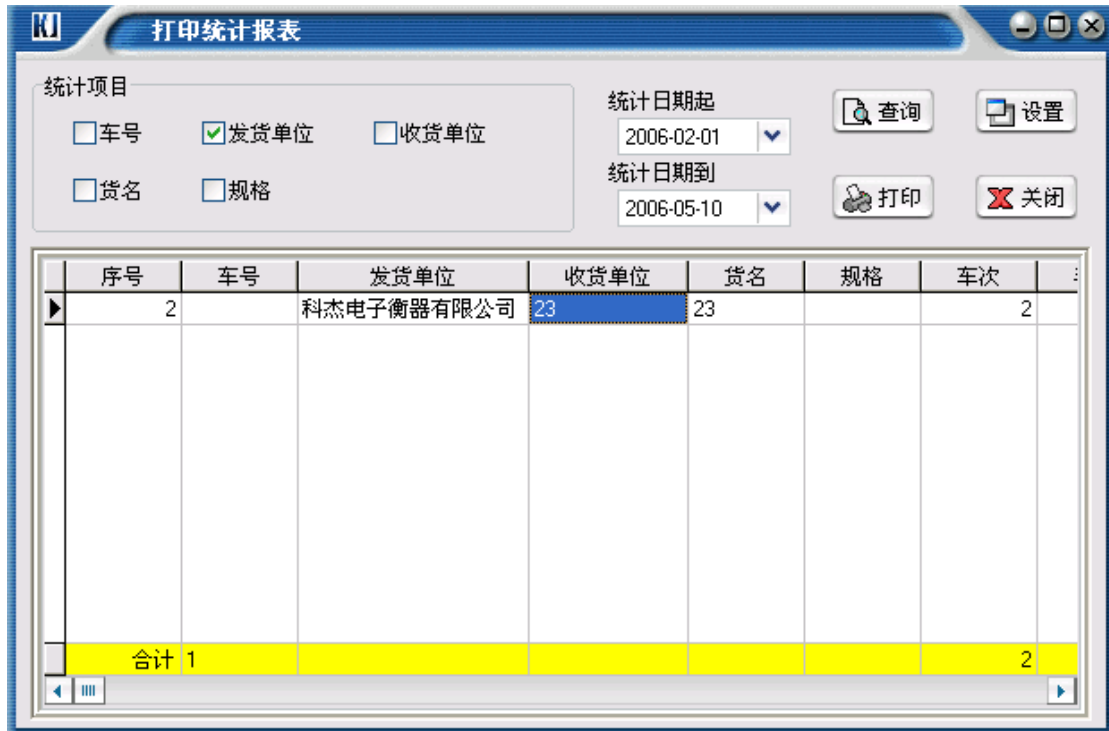 KJ 打印统计报表
统计项目
车号 发货单位 收货单位
货名 规格
统计日期起
2006-02-01
统计日期到
2006-05-10
查询 设置
打印 关闭
序号 车号 发货单位 收货单位 货名 规格 车次
2 科杰电子衡器有限公司 23 23 2
合计 1 2